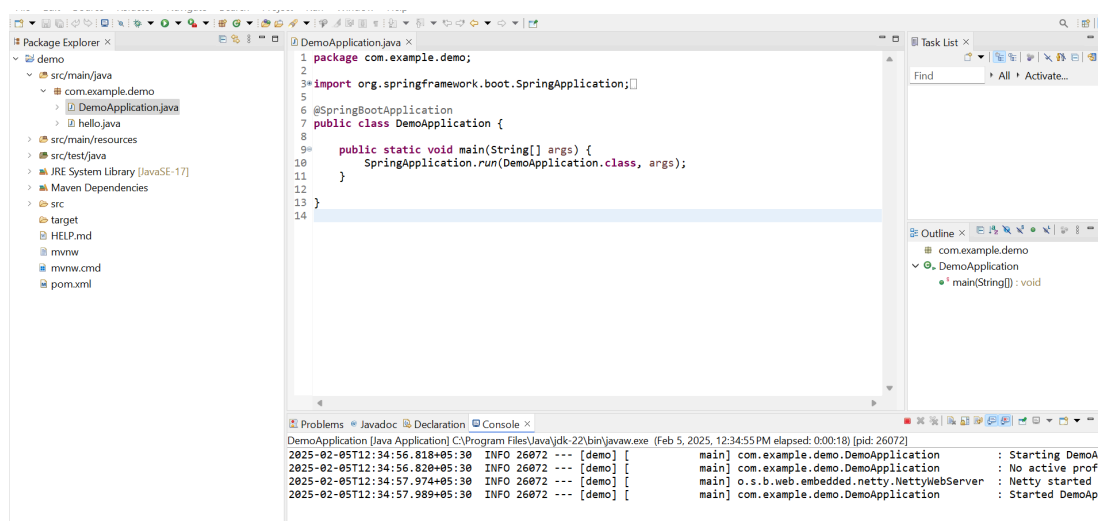 Package Explorer ×
demo
src/main/java
com.example.demo
DemoApplication.java
hello.java
src/main/resources
src/test/java
JRE System Library [JavaSE-17]
Maven Dependencies
src
target
HELP.md
mvnw
mvnw.cmd
pom.xml
DemoApplication.java ×
1 package com.example.demo;
2
3 import org.springframework.boot.SpringApplication;
5
6 @SpringBootApplication
7 public class DemoApplication {
8
9 public static void main(String[] args) {
10 SpringApplication.run(DemoApplication.class, args);
11 }
12
13 }
14
Task List ×
Find All Activate...
Outline ×
com.example.demo
DemoApplication
main(String[]) : void
Problems Javadoc Declaration Console ×
DemoApplication [Java Application] C:\Program Files\Java\jdk-22\bin\javaw.exe (Feb 5, 2025, 12:34:55 PM elapsed: 0:00:18) [pid: 26072]
2025-02-05T12:34:56.818+05:30 INFO 26072 --- [demo] [ main] com.example.demo.DemoApplication : Starting DemoA
2025-02-05T12:34:56.820+05:30 INFO 26072 --- [demo] [ main] com.example.demo.DemoApplication : No active prof
2025-02-05T12:34:57.974+05:30 INFO 26072 --- [demo] [ main] o.s.b.web.embedded.netty.NettyWebServer : Netty started
2025-02-05T12:34:57.989+05:30 INFO 26072 --- [demo] [ main] com.example.demo.DemoApplication : Started DemoAp